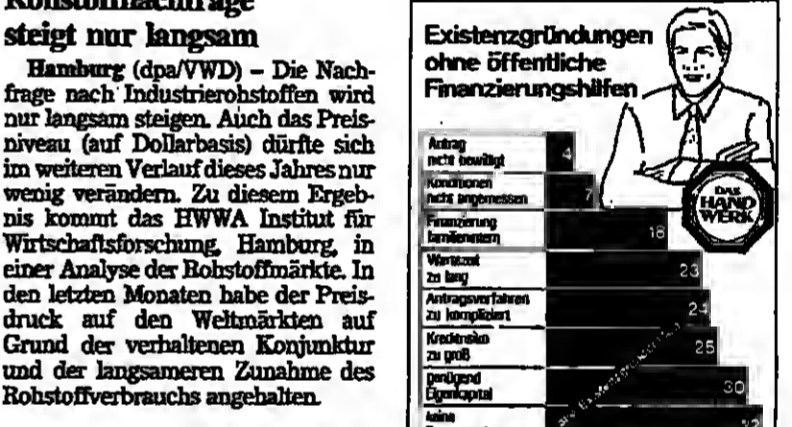 Rohstoffnachfrage
steigt nur langsam
Hamburg (dpa/VWD) – Die Nach-
frage nach Industrierohstoffen wird
nur langsam steigen. Auch das Preis-
niveau (auf Dollarbasis) dürfte sich
im weiteren Verlauf dieses Jahres nur
wenig verändern. Zu diesem Ergeb-
nis kommt das HWWA Institut für
Wirtschaftsforschung, Hamburg, in
einer Analyse der Rohstoffmärkte. In
den letzten Monaten habe der Preis-
druck auf den Weltmärkten auf
Grund der verhaltenen Konjunktur
und der langsameren Zunahme des
Rohstoffverbrauchs angehalten.
Existenzgründungen
ohne öffentliche
Finanzierungshilfen
DAS
HAND
WERK
Antrag
nicht bewilligt
4
Konditionen
nicht angemessen
7
Finanzierung
familienintern
18
Wartezeit
zu lang
23
Antragsverfahren
zu kompliziert
24
Kreditrisiko
zu groß
25
genügend
Eigenkapital
30
keine